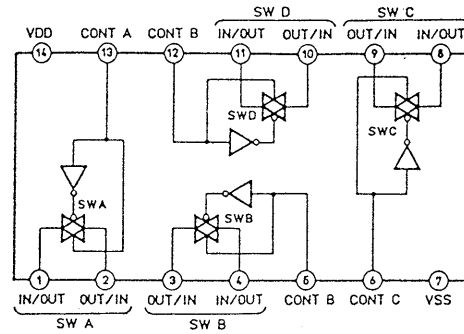 SW D SW C
VDD CONT A CONT B IN/OUT OUT/IN OUT/IN IN/OUT
14 13 12 11 10 9 8
SWD SWC
SWA SWB
1 2 3 4 5 6 7
IN/OUT OUT/IN OUT/IN IN/OUT CONT B CONT C VSS
SW A SW B